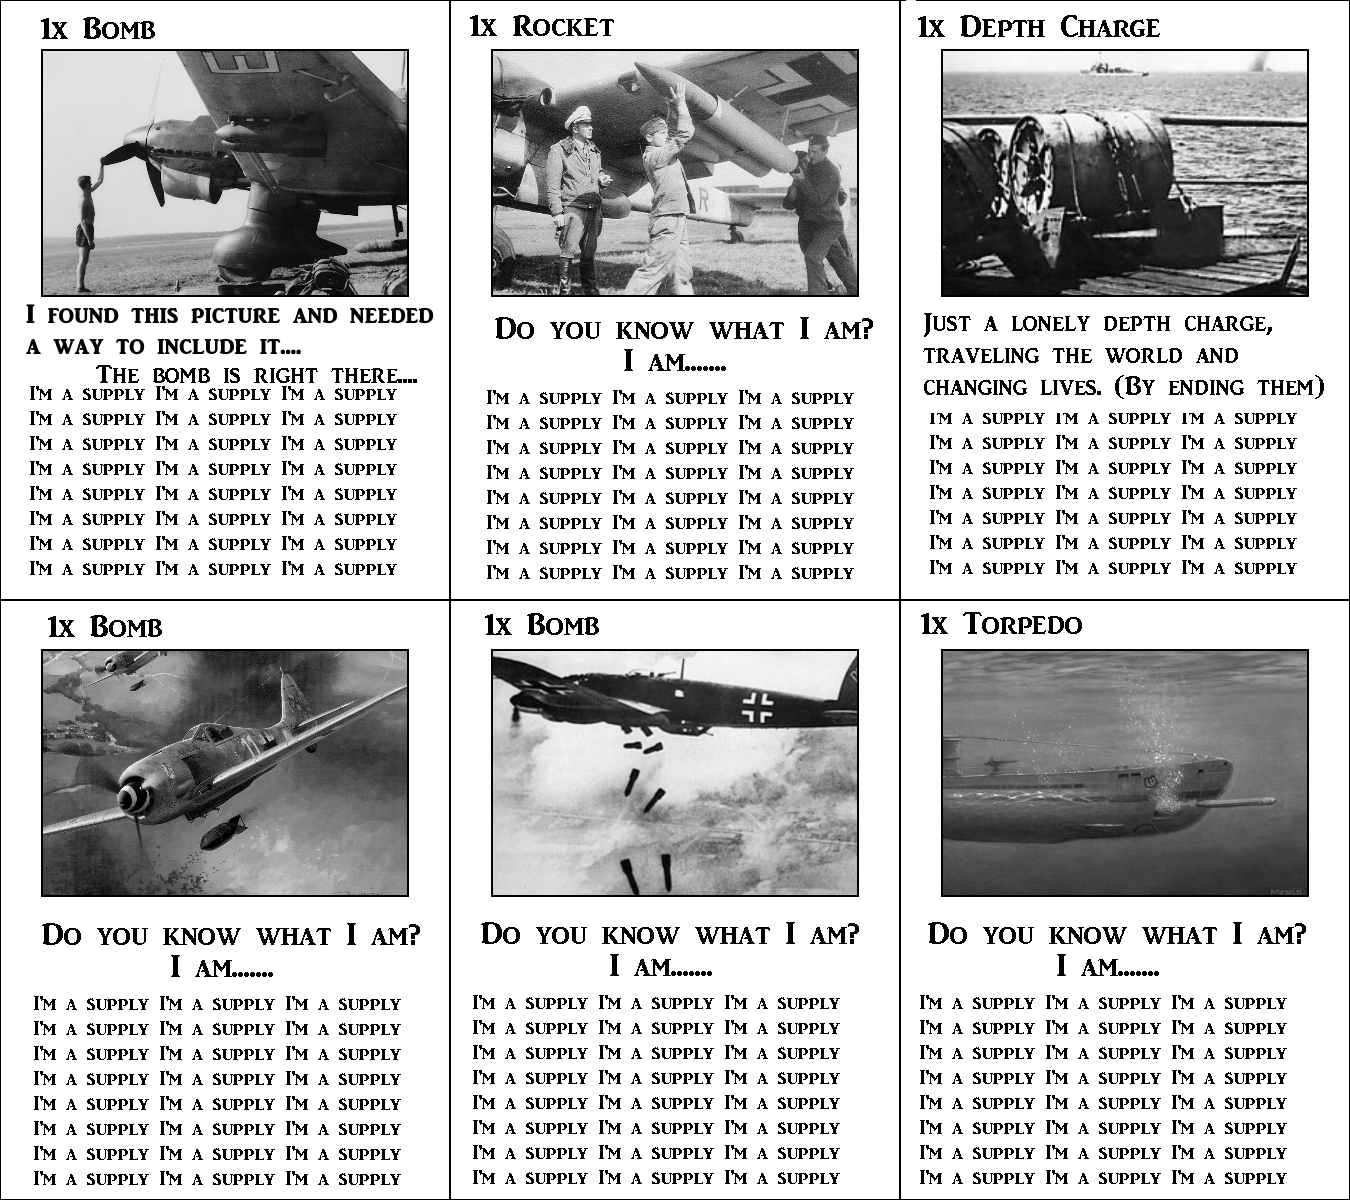 1x Bomb
I found this picture and needed
a way to include it....
The bomb is right there....
I'm a supply I'm a supply I'm a supply
I'm a supply I'm a supply I'm a supply
I'm a supply I'm a supply I'm a supply
I'm a supply I'm a supply I'm a supply
I'm a supply I'm a supply I'm a supply
I'm a supply I'm a supply I'm a supply
I'm a supply I'm a supply I'm a supply
I'm a supply I'm a supply I'm a supply
1x Rocket
R
Do you know what I am?
I am.......
I'm a supply I'm a supply I'm a supply
I'm a supply I'm a supply I'm a supply
I'm a supply I'm a supply I'm a supply
I'm a supply I'm a supply I'm a supply
I'm a supply I'm a supply I'm a supply
I'm a supply I'm a supply I'm a supply
I'm a supply I'm a supply I'm a supply
I'm a supply I'm a supply I'm a supply
1x Depth Charge
Just a lonely depth charge,
traveling the world and
changing lives. (By ending them)
I'm a supply I'm a supply I'm a supply
I'm a supply I'm a supply I'm a supply
I'm a supply I'm a supply I'm a supply
I'm a supply I'm a supply I'm a supply
I'm a supply I'm a supply I'm a supply
I'm a supply I'm a supply I'm a supply
I'm a supply I'm a supply I'm a supply
1x Bomb
Do you know what I am?
I am.......
I'm a supply I'm a supply I'm a supply
I'm a supply I'm a supply I'm a supply
I'm a supply I'm a supply I'm a supply
I'm a supply I'm a supply I'm a supply
I'm a supply I'm a supply I'm a supply
I'm a supply I'm a supply I'm a supply
I'm a supply I'm a supply I'm a supply
I'm a supply I'm a supply I'm a supply
1x Bomb
Do you know what I am?
I am.......
I'm a supply I'm a supply I'm a supply
I'm a supply I'm a supply I'm a supply
I'm a supply I'm a supply I'm a supply
I'm a supply I'm a supply I'm a supply
I'm a supply I'm a supply I'm a supply
I'm a supply I'm a supply I'm a supply
I'm a supply I'm a supply I'm a supply
I'm a supply I'm a supply I'm a supply
1x Torpedo
Do you know what I am?
I am.......
I'm a supply I'm a supply I'm a supply
I'm a supply I'm a supply I'm a supply
I'm a supply I'm a supply I'm a supply
I'm a supply I'm a supply I'm a supply
I'm a supply I'm a supply I'm a supply
I'm a supply I'm a supply I'm a supply
I'm a supply I'm a supply I'm a supply
I'm a supply I'm a supply I'm a supply